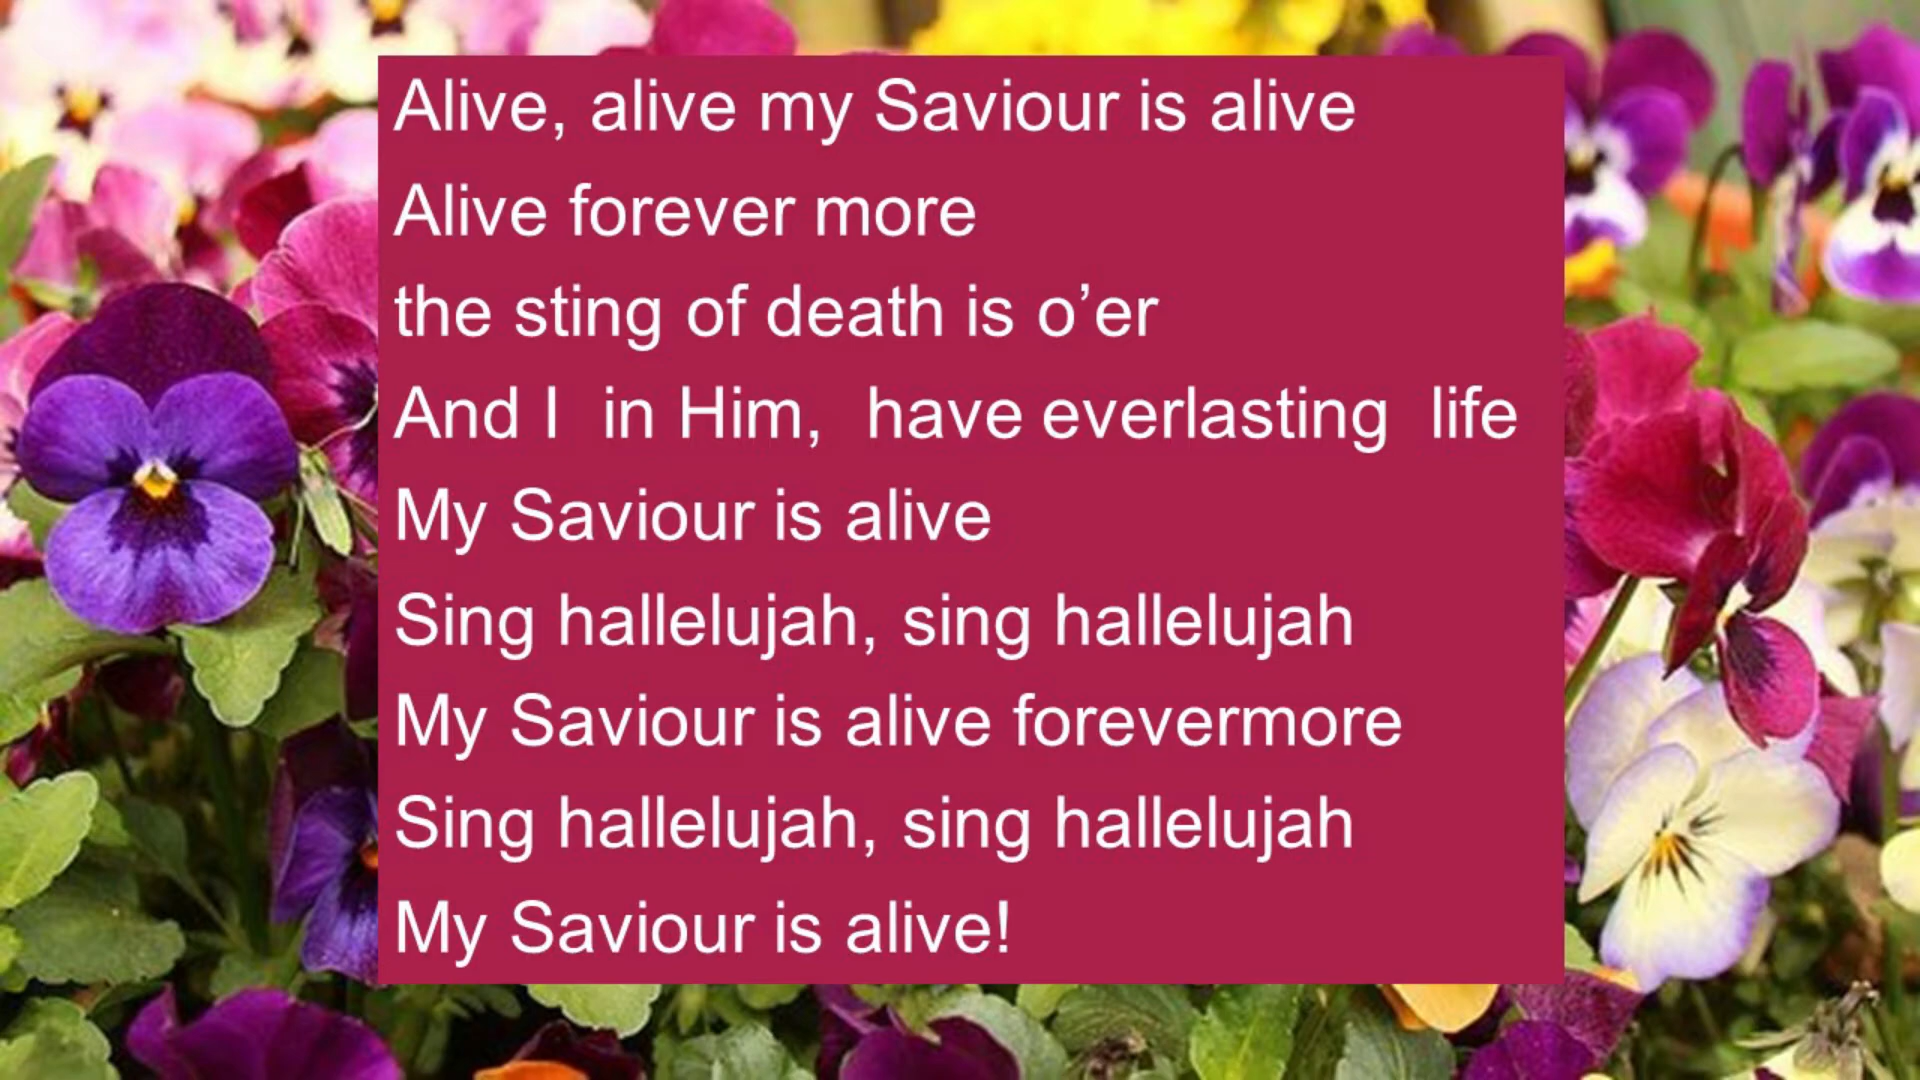 Alive, alive my Saviour is alive
Alive forever more
the sting of death is o’er
And I  in Him,  have everlasting  life
My Saviour is alive
Sing hallelujah, sing hallelujah
My Saviour is alive forevermore
Sing hallelujah, sing hallelujah
My Saviour is alive!